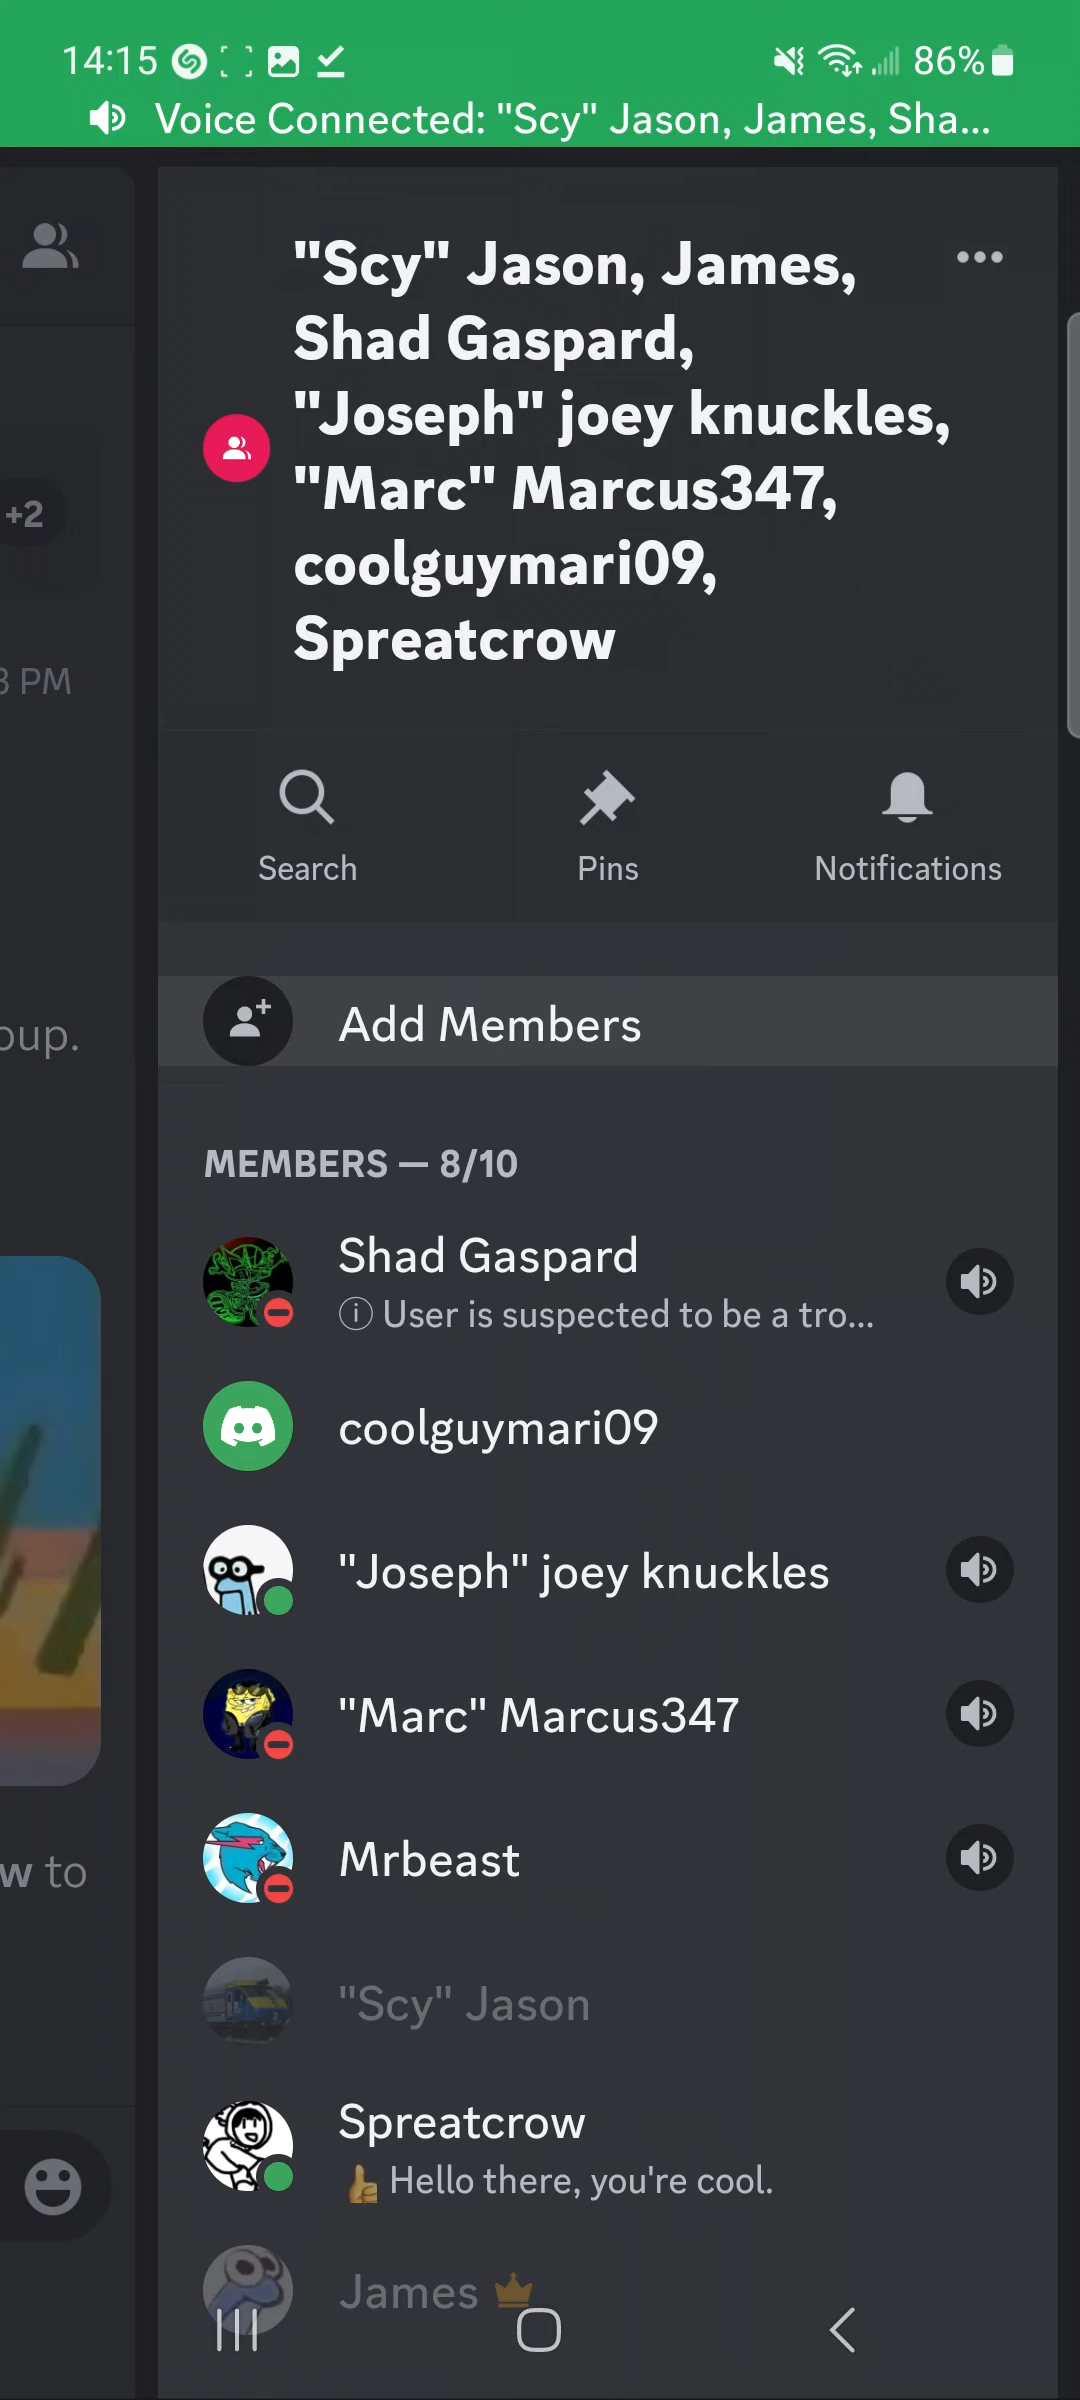 14:15
86%
Voice Connected: "Scy" Jason, James, Sha...
"Scy" Jason, James,
Shad Gaspard,
"Joseph" joey knuckles,
"Marc" Marcus347,
coolguymari09,
Spreatcrow
+2
3 PM
Search
Pins
Notifications
oup.
Add Members
MEMBERS — 8/10
Shad Gaspard
User is suspected to be a tro...
coolguymari09
"Joseph" joey knuckles
"Marc" Marcus347
Mrbeast
w to
"Scy" Jason
Spreatcrow
👍 Hello there, you're cool.
James